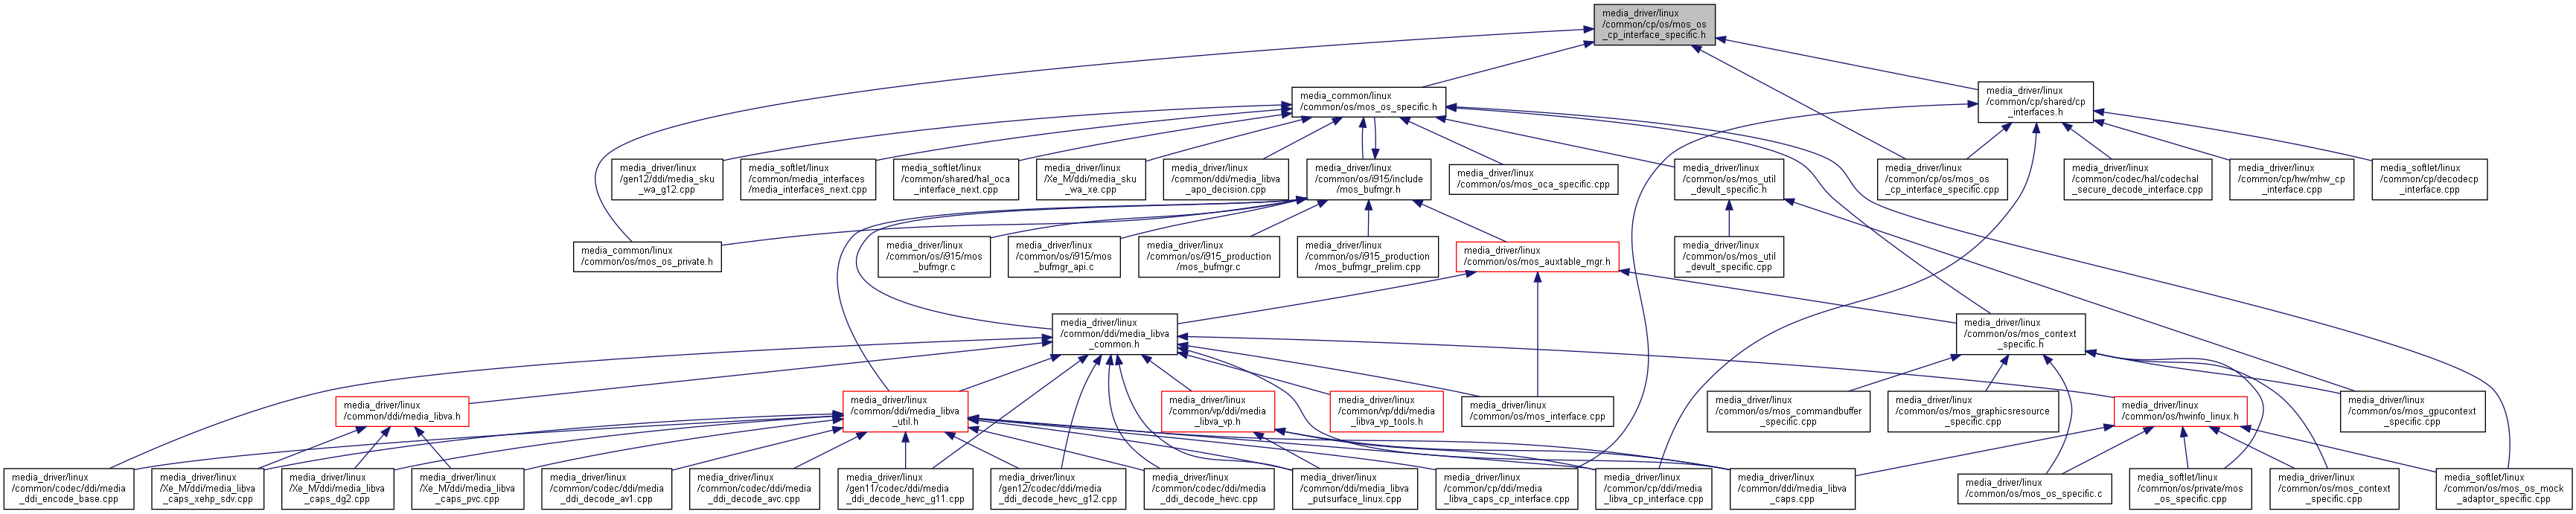 media_driver/linux
/common/cp/os/mos_os
_cp_interface_specific.h
media_common/linux
/common/os/mos_os_specific.h
media_driver/linux
/common/cp/shared/cp
_interfaces.h
media_driver/linux
/gen12/ddi/media_sku
_wa_g12.cpp
media_softlet/linux
/common/media_interfaces
/media_interfaces_next.cpp
media_softlet/linux
/common/shared/hal_oca
_interface_next.cpp
media_driver/linux
/Xe_M/ddi/media_sku
_wa_xe.cpp
media_driver/linux
/common/ddi/media_libva
_apo_decision.cpp
media_driver/linux
/common/os/i915/include
/mos_bufmgr.h
media_driver/linux
/common/os/mos_oca_specific.cpp
media_driver/linux
/common/os/mos_util
_devult_specific.h
media_driver/linux
/common/cp/os/mos_os
_cp_interface_specific.cpp
media_driver/linux
/common/codec/hal/codechal
_secure_decode_interface.cpp
media_driver/linux
/common/cp/hw/mhw_cp
_interface.cpp
media_softlet/linux
/common/cp/decodecp
_interface.cpp
media_common/linux
/common/os/mos_os_private.h
media_driver/linux
/common/os/i915/mos
_bufmgr.c
media_driver/linux
/common/os/i915/mos
_bufmgr_api.c
media_driver/linux
/common/os/i915_production
/mos_bufmgr.c
media_driver/linux
/common/os/i915_production
/mos_bufmgr_prelim.cpp
media_driver/linux
/common/os/mos_auxtable_mgr.h
media_driver/linux
/common/os/mos_util
_devult_specific.cpp
media_driver/linux
/common/ddi/media_libva
_common.h
media_driver/linux
/common/os/mos_context
_specific.h
media_driver/linux
/common/ddi/media_libva.h
media_driver/linux
/common/ddi/media_libva
_util.h
media_driver/linux
/common/vp/ddi/media
_libva_vp.h
media_driver/linux
/common/vp/ddi/media
_libva_vp_tools.h
media_driver/linux
/common/os/mos_interface.cpp
media_driver/linux
/common/os/mos_commandbuffer
_specific.cpp
media_driver/linux
/common/os/mos_graphicsresource
_specific.cpp
media_driver/linux
/common/os/hwinfo_linux.h
media_driver/linux
/common/os/mos_gpucontext
_specific.cpp
media_driver/linux
/common/codec/ddi/media
_ddi_encode_base.cpp
media_driver/linux
/Xe_M/ddi/media_libva
_caps_xehp_sdv.cpp
media_driver/linux
/Xe_M/ddi/media_libva
_caps_dg2.cpp
media_driver/linux
/Xe_M/ddi/media_libva
_caps_pvc.cpp
media_driver/linux
/common/codec/ddi/media
_ddi_decode_av1.cpp
media_driver/linux
/common/codec/ddi/media
_ddi_decode_avc.cpp
media_driver/linux
/gen11/codec/ddi/media
_ddi_decode_hevc_g11.cpp
media_driver/linux
/gen12/codec/ddi/media
_ddi_decode_hevc_g12.cpp
media_driver/linux
/common/codec/ddi/media
_ddi_decode_hevc.cpp
media_driver/linux
/common/ddi/media_libva
_putsurface_linux.cpp
media_driver/linux
/common/cp/ddi/media
_libva_caps_cp_interface.cpp
media_driver/linux
/common/cp/ddi/media
_libva_cp_interface.cpp
media_driver/linux
/common/ddi/media_libva
_caps.cpp
media_driver/linux
/common/os/mos_os_specific.c
media_softlet/linux
/common/os/private/mos
_os_specific.cpp
media_driver/linux
/common/os/mos_context
_specific.cpp
media_softlet/linux
/common/os/mos_os_mock
_adaptor_specific.cpp